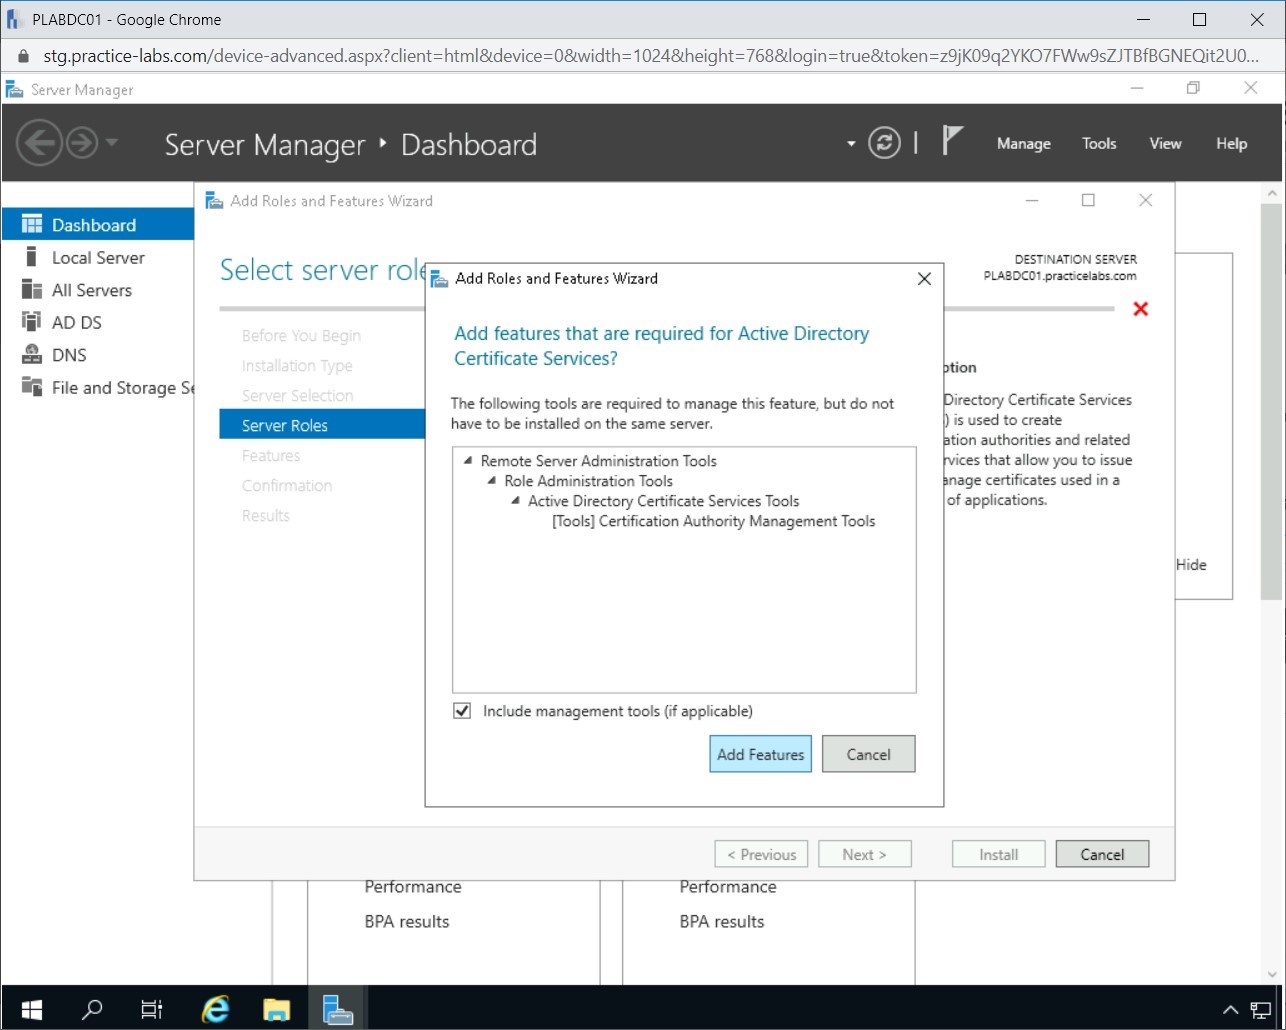 PLABDC01 - Google Chrome
stg.practice-labs.com/device-advanced.aspx?client=html&device=0&width=1024&height=768&login=true&token=z9jK09q2YKO7FWw9sZJTBfBGNEQit2U0...
Server Manager
Server Manager Dashboard
Manage Tools View Help
Dashboard
Local Server
All Servers
AD DS
DNS
File and Storage Se
Add Roles and Features Wizard
Select server role
DESTINATION SERVER
PLABDC01.practicelabs.com
Before You Begin
Installation Type
Server Selection
Server Roles
Features
Confirmation
Results
Add Roles and Features Wizard
Add features that are required for Active Directory
Certificate Services?
The following tools are required to manage this feature, but do not
have to be installed on the same server.
Remote Server Administration Tools
Role Administration Tools
Active Directory Certificate Services Tools
[Tools] Certification Authority Management Tools
Include management tools (if applicable)
Add Features Cancel
ption
Directory Certificate Services
) is used to create
ation authorities and related
rvices that allow you to issue
anage certificates used in a
of applications.
Hide
< Previous Next > Install Cancel
Performance Performance
BPA results BPA results